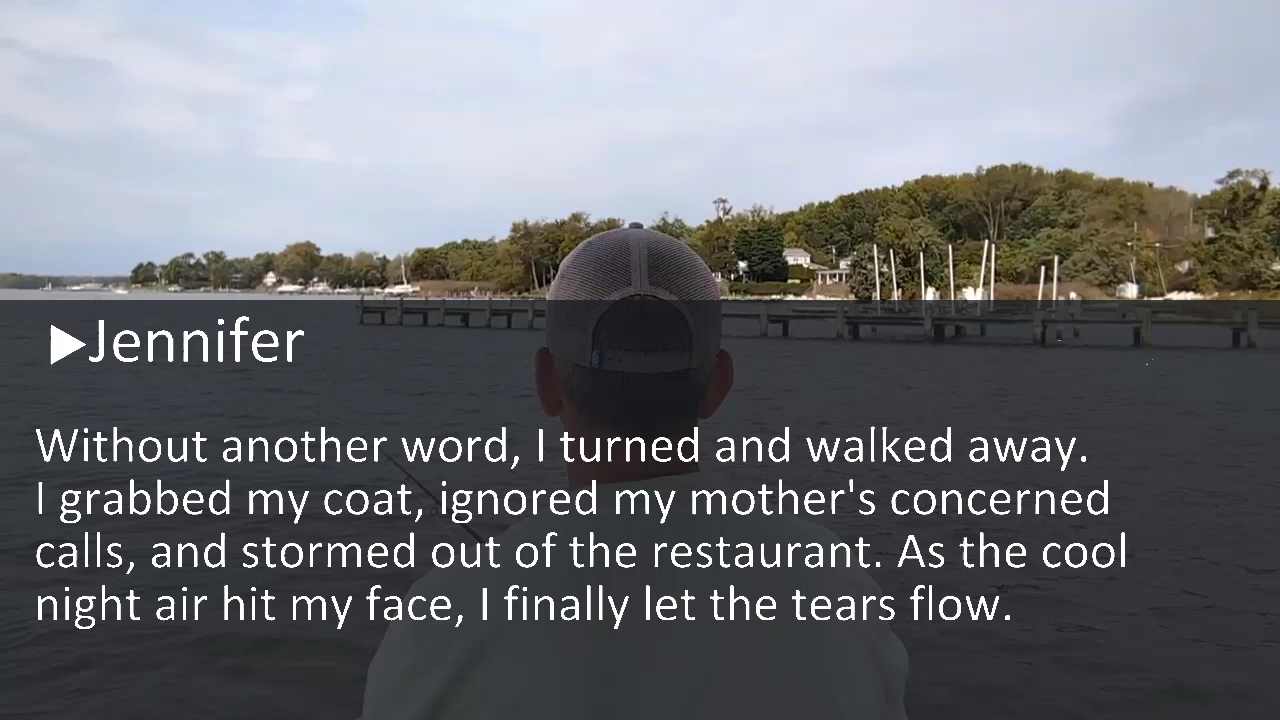 ▶Jennifer
Without another word, I turned and walked away.
I grabbed my coat, ignored my mother's concerned
calls, and stormed out of the restaurant. As the cool
night air hit my face, I finally let the tears flow.